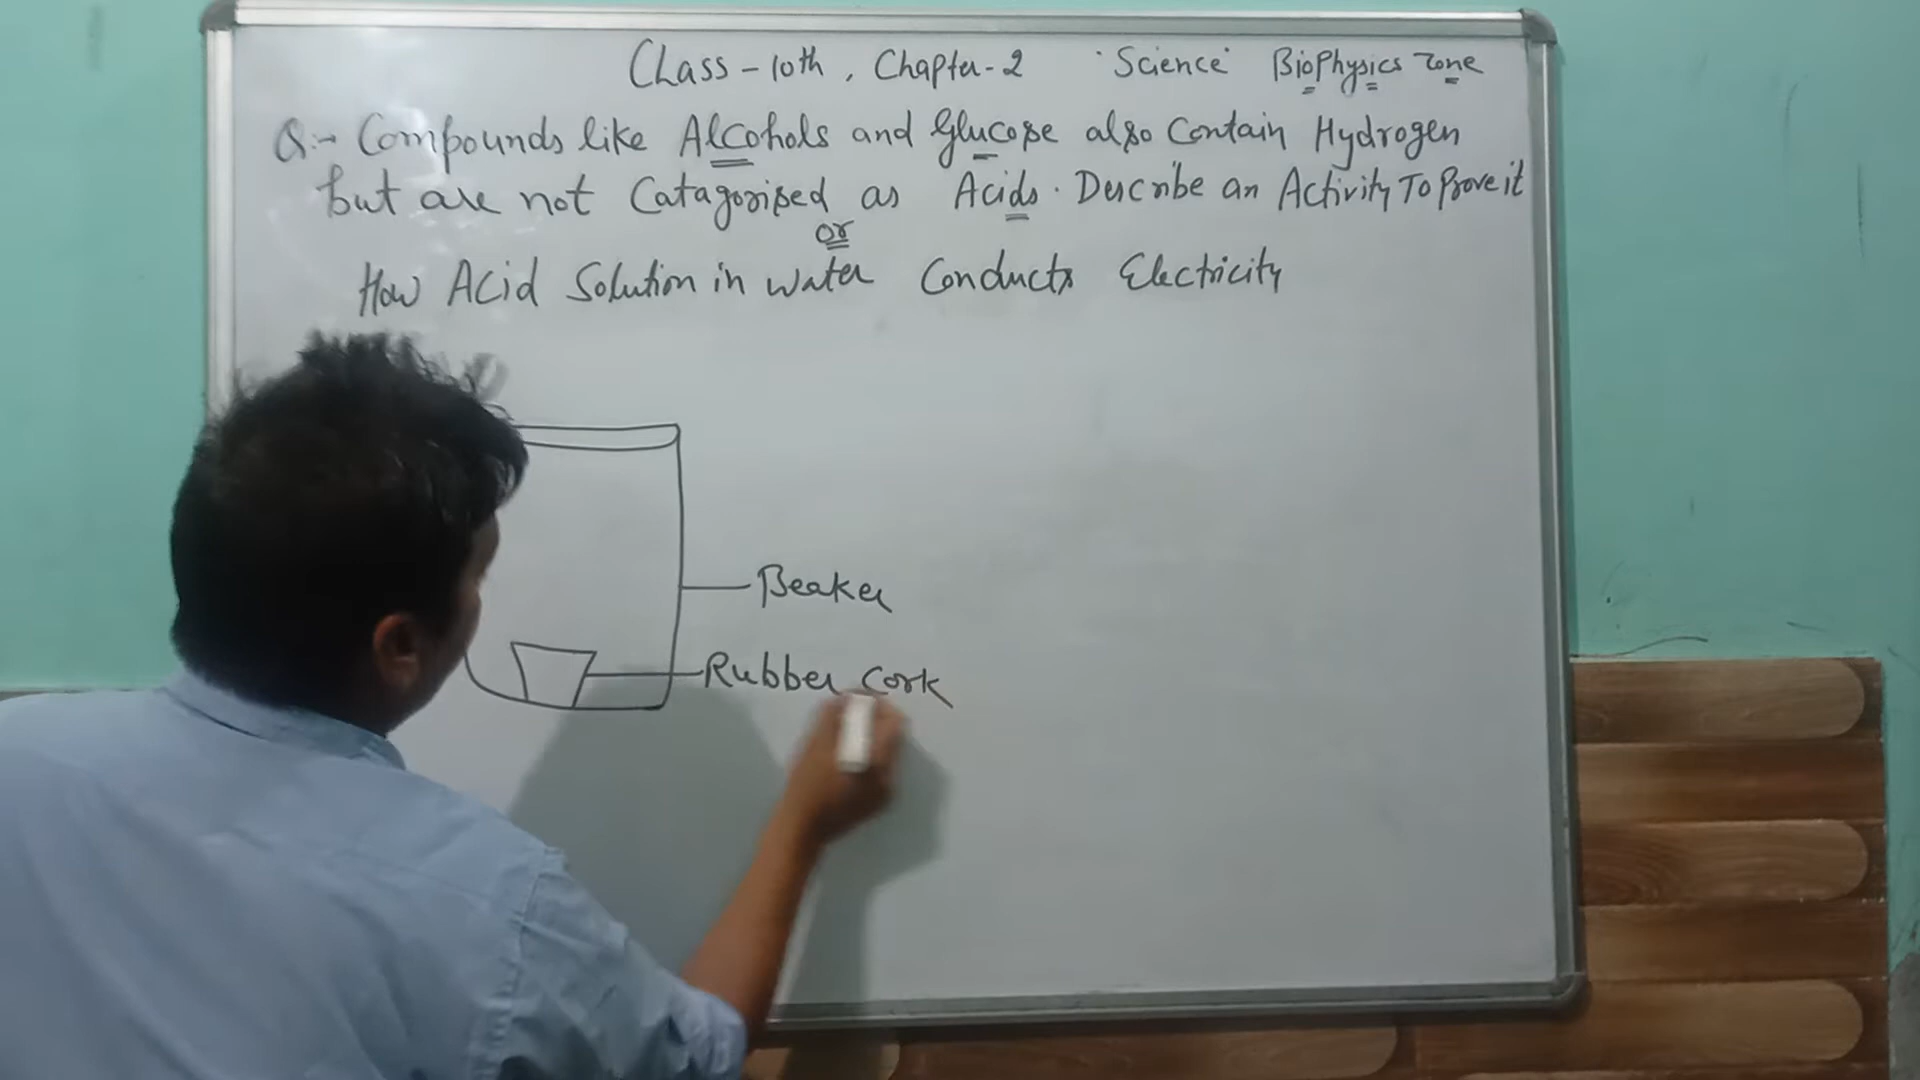 Class - 10th, Chapter - 2 'Science' BioPhysics Zone
Q:- Compounds like Alcohols and Glucose also Contain Hydrogen
but are not Catagorised as Acids. Describe an Activity To Prove it
or
How Acid Solution in water Conducts Electricity
Beaker
Rubber Cork